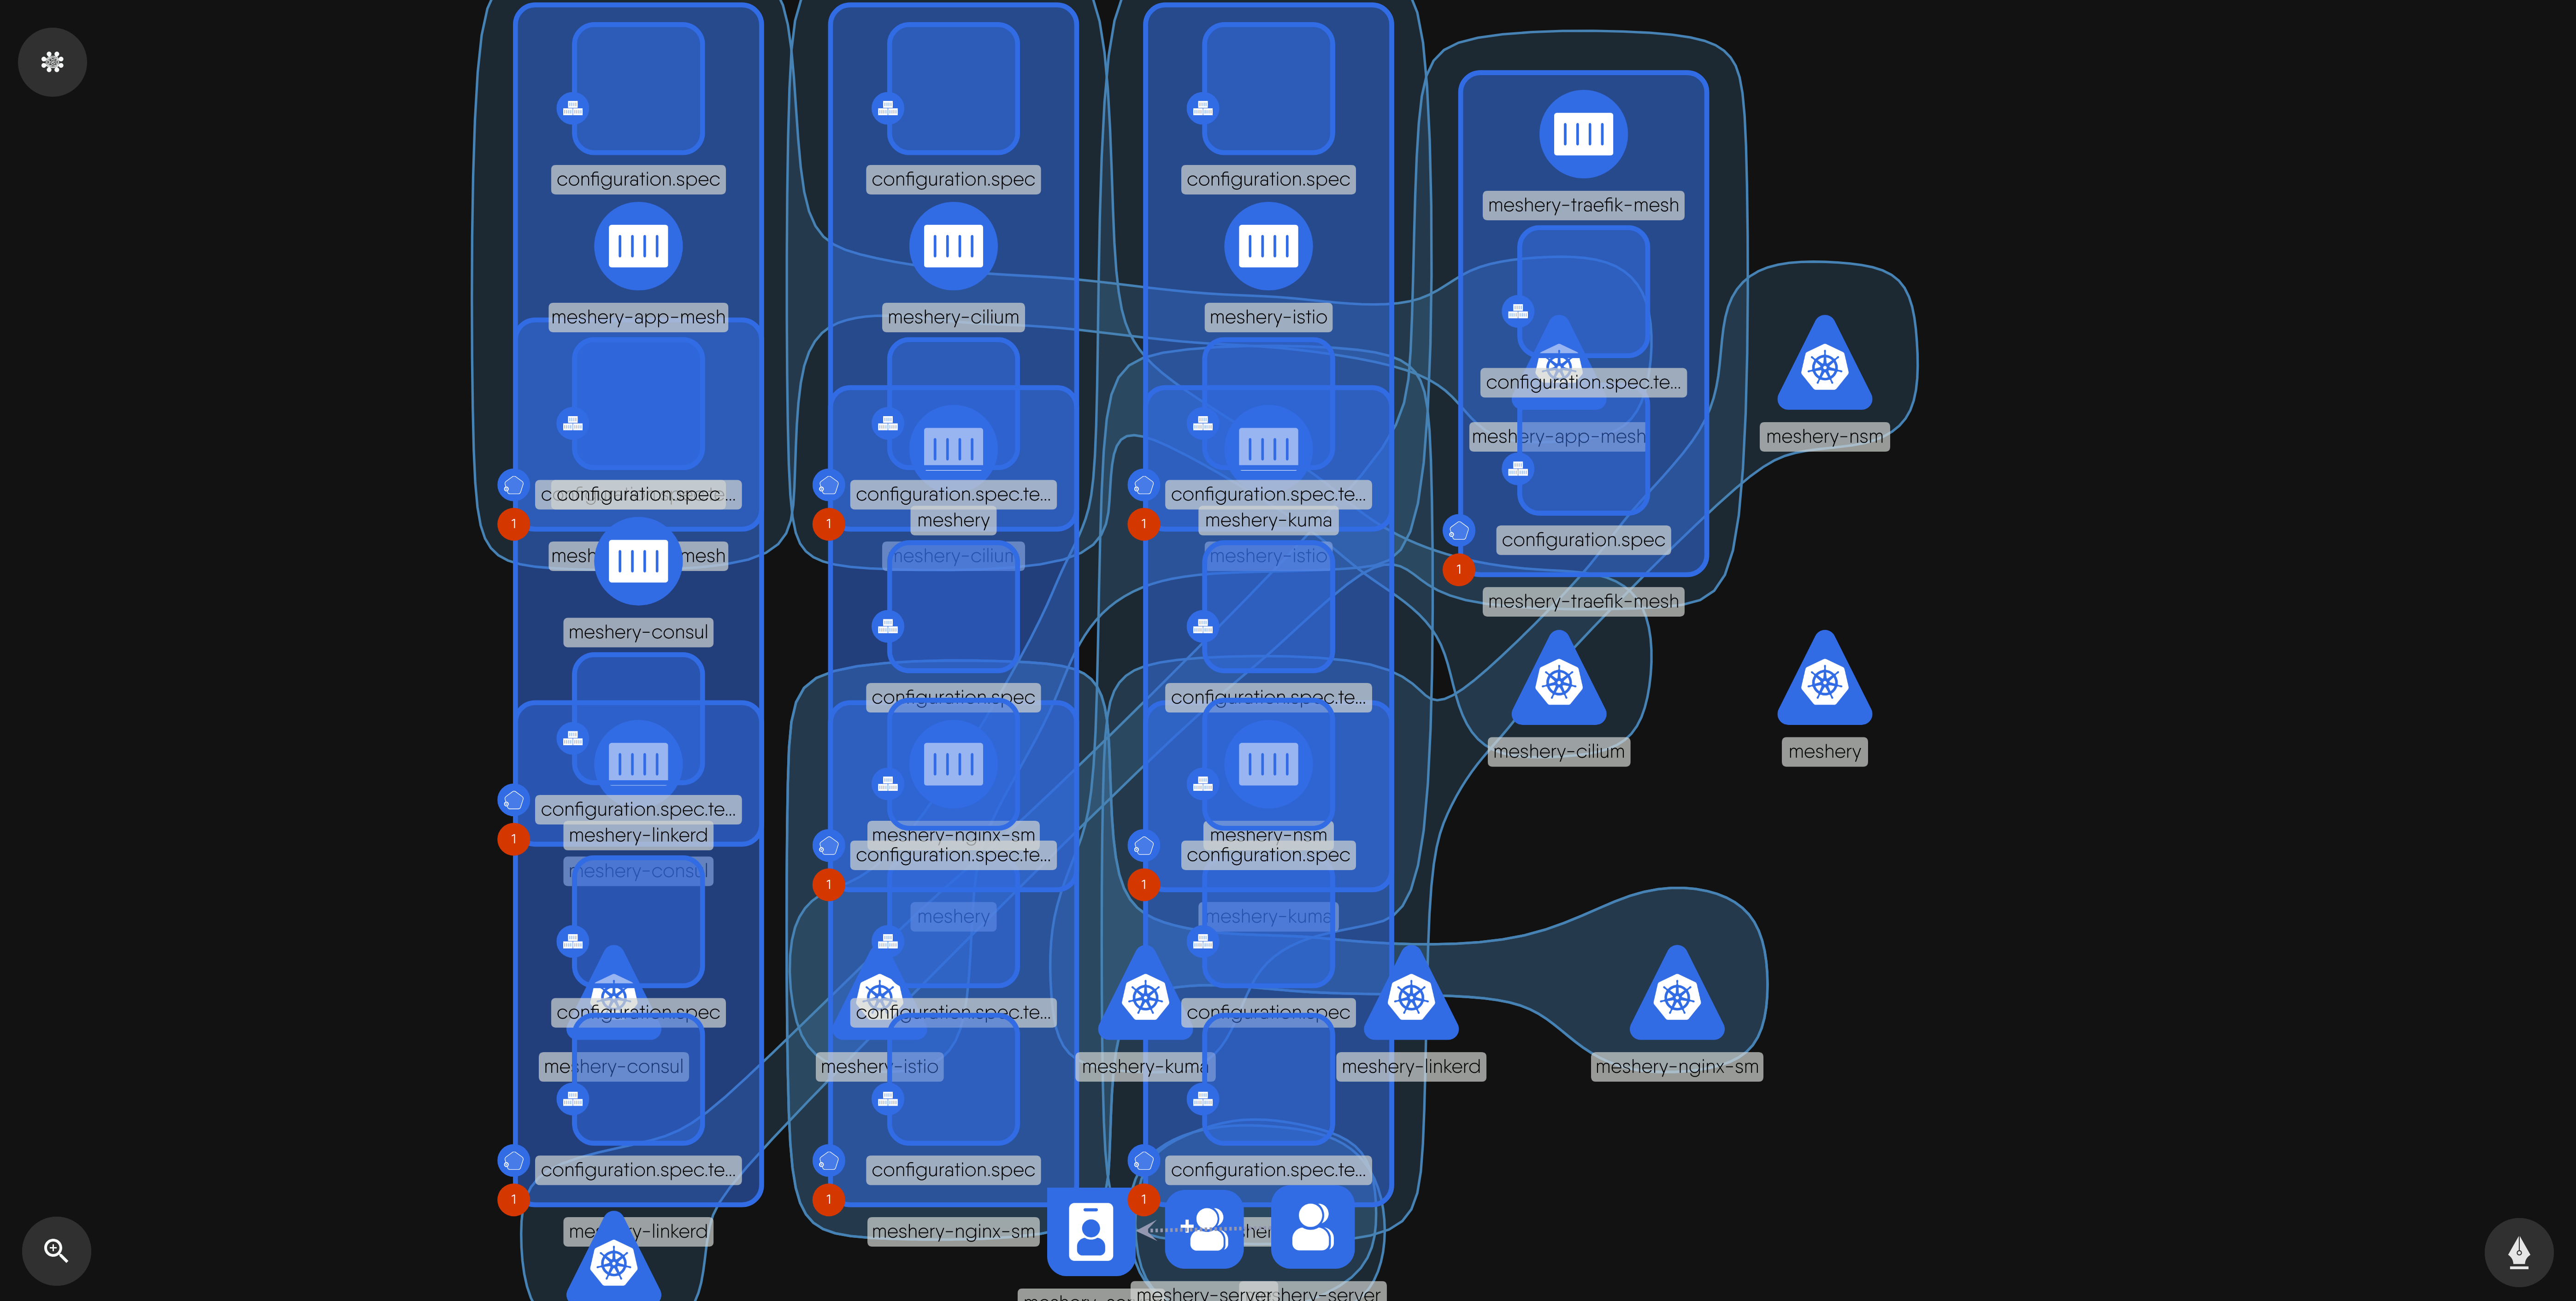 configuration.spec
configuration.spec
configuration.spec
meshery-traefik-mesh
meshery-app-mesh
meshery-cilium
meshery-istio
configuration.spec.te...
meshery-app-mesh
meshery-nsm
configuration.spec.te...
configuration.spec.te...
meshery
meshery-kuma
configuration.spec
meshery-cilium
meshery-istio
meshery-traefik-mesh
meshery-consul
configuration.spec
configuration.spec.te...
meshery-cilium
meshery
configuration.spec.te...
meshery-linkerd
meshery-nginx-sm
meshery-nsm
configuration.spec.te...
configuration.spec
meshery-consul
meshery
meshery-kuma
configuration.spec
configuration.spec.te...
configuration.spec
meshery-consul
meshery-istio
meshery-kuma
meshery-linkerd
meshery-nginx-sm
configuration.spec.te...
configuration.spec
configuration.spec.te...
meshery-linkerd
meshery-nginx-sm
meshery-server
1
1
1
1
1
1
1
1
1
1